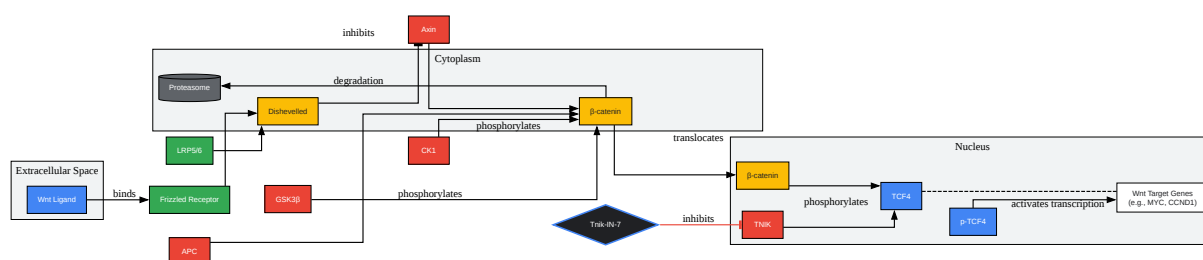 Axin
inhibits
Cytoplasm
Proteasome
degradation
Dishevelled
β-catenin
phosphorylates
translocates
LRP5/6
CK1
Nucleus
Extracellular Space
Wnt Ligand
binds
Frizzled Receptor
GSK3β
phosphorylates
β-catenin
phosphorylates
TCF4
Wnt Target Genes
(e.g., MYC, CCND1)
activates transcription
p-TCF4
Tnik-IN-7
inhibits
TNIK
APC